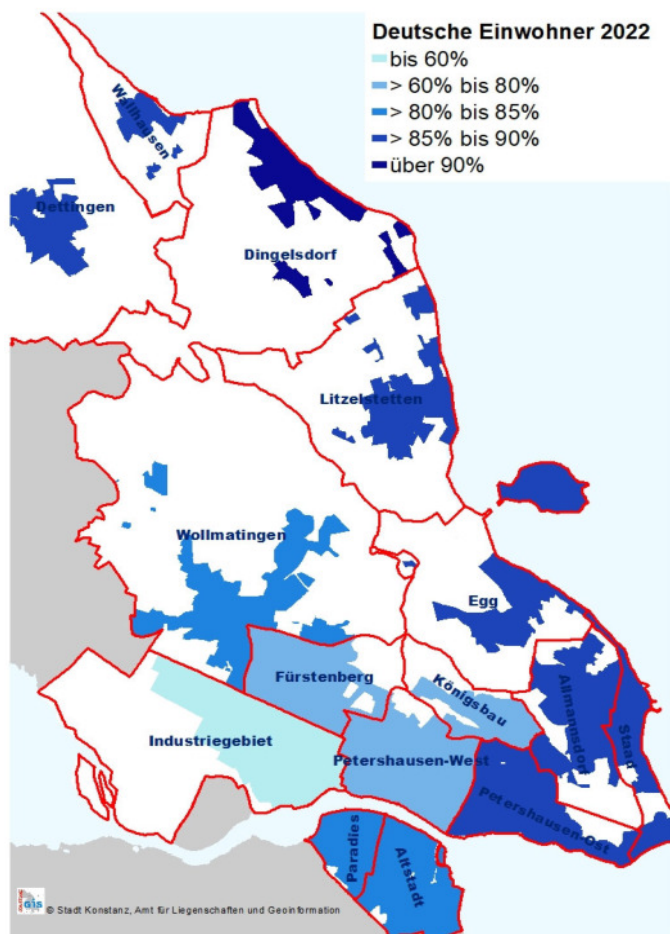 Deutsche Einwohner 2022
bis 60%
> 60% bis 80%
> 80% bis 85%
> 85% bis 90%
über 90%
Wallhausen
Dettingen
Dingelsdorf
Litzelstetten
Wollmatingen
Egg
Fürstenberg
Königsbau
Allmannsdorf
Staad
Industriegebiet
Petershausen-West
Petershausen-Ost
Paradies
Altstadt
GIS
© Stadt Konstanz, Amt für Liegenschaften und Geoinformation